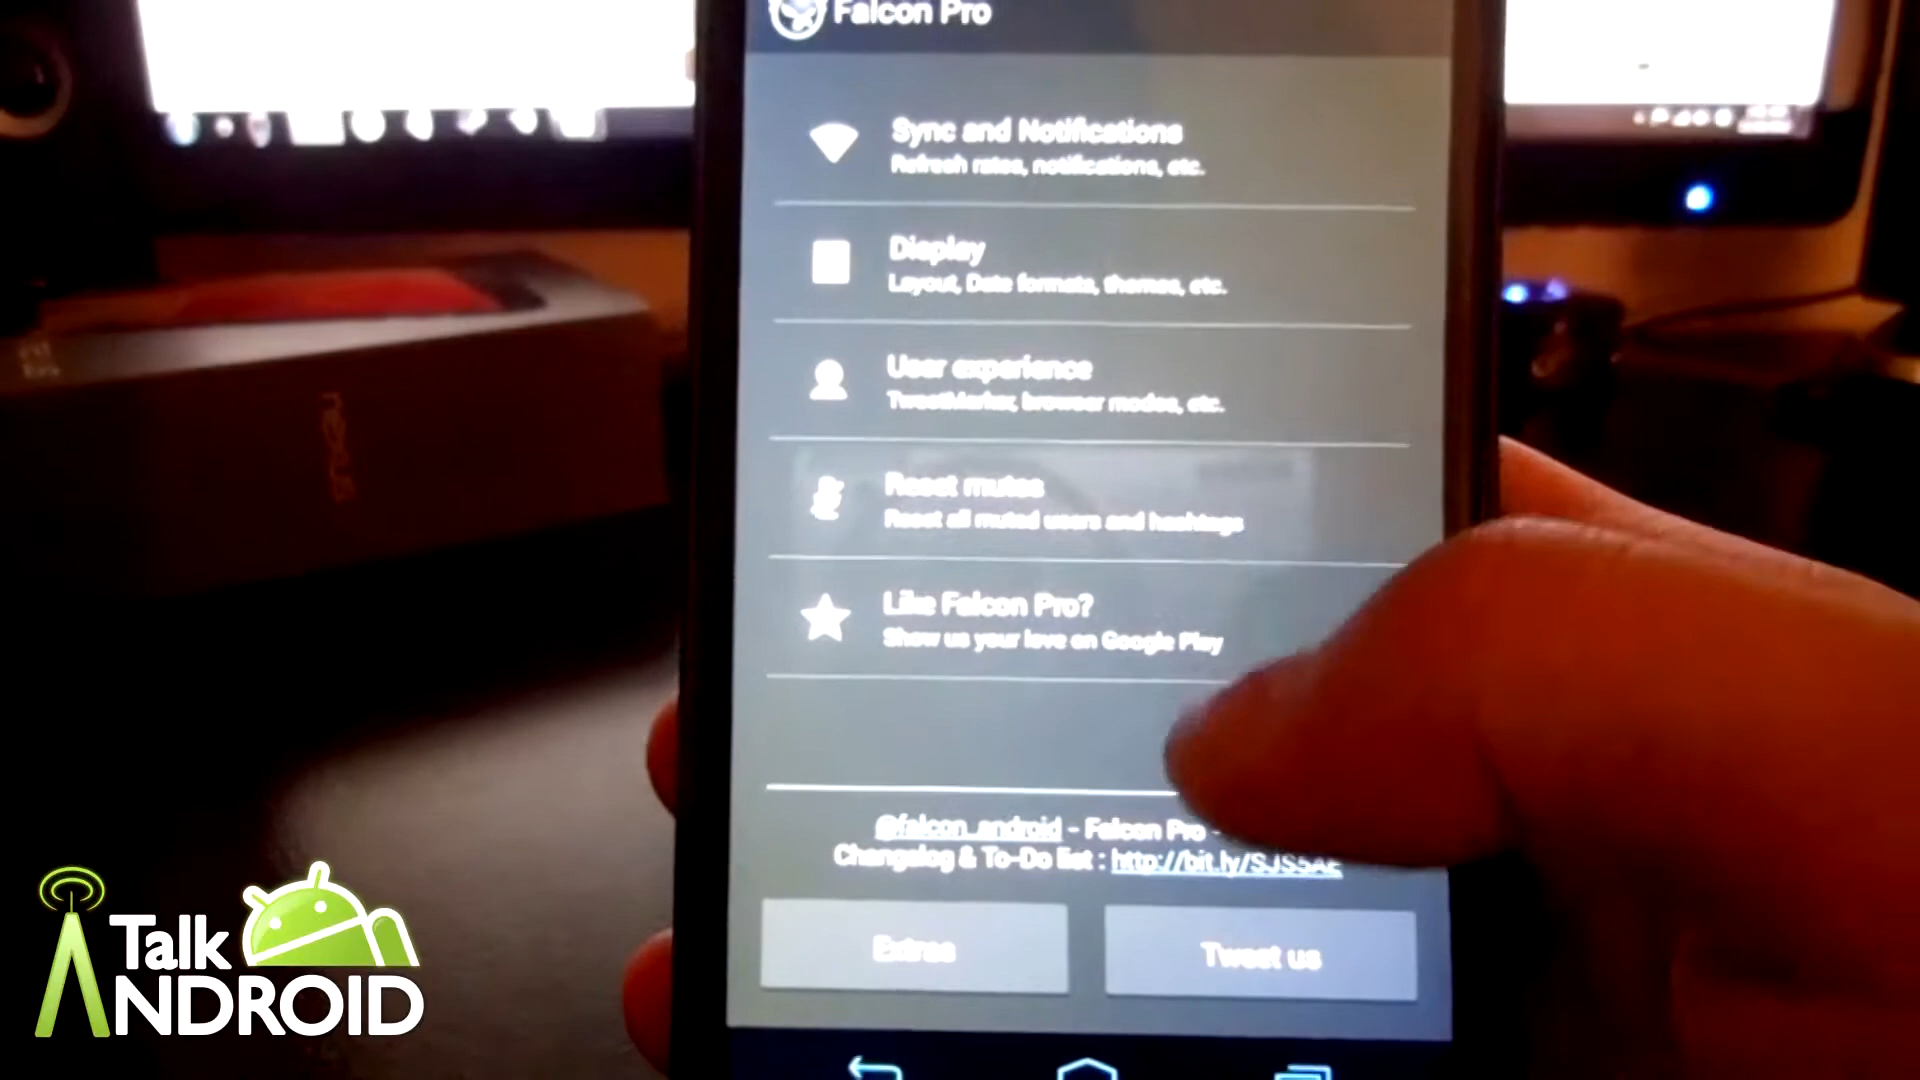 Falcon Pro
Sync and Notifications
Refresh rates, notifications, etc.
Display
Layout, Date formats, themes, etc.
User experience
TweetMarker, browser modes, etc.
Reset mutes
Reset all muted users and hashtags
Like Falcon Pro?
Show us your love on Google Play
@falcon_android - Falcon Pro -
Changelog & To-Do list : http://bit.ly/SJS5AE
Extras
Tweet us
nexus
Talk
ANDROID